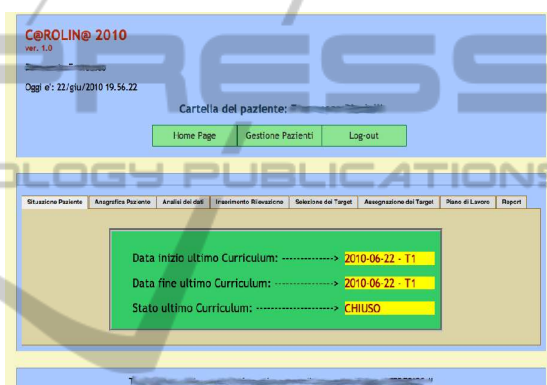 C@ROLIN@ 2010
ver. 1.0
Oggi e': 22/giu/2010 19.56.22
Cartella del paziente:
Home Page Gestione Pazienti Log-out
Situazione Paziente Anagrafica Paziente Analisi dei dati Inserimento Rilevazione Selezione dei Target Assegnazione dei Target Piano di Lavoro Report
Data inizio ultimo Curriculum: --------------> 2010-06-22 - T1
Data fine ultimo Curriculum: ---------------> 2010-06-22 - T1
Stato ultimo Curriculum: -------------------> CHIUSO
PRESS
OLOGY PUBLICATIONS